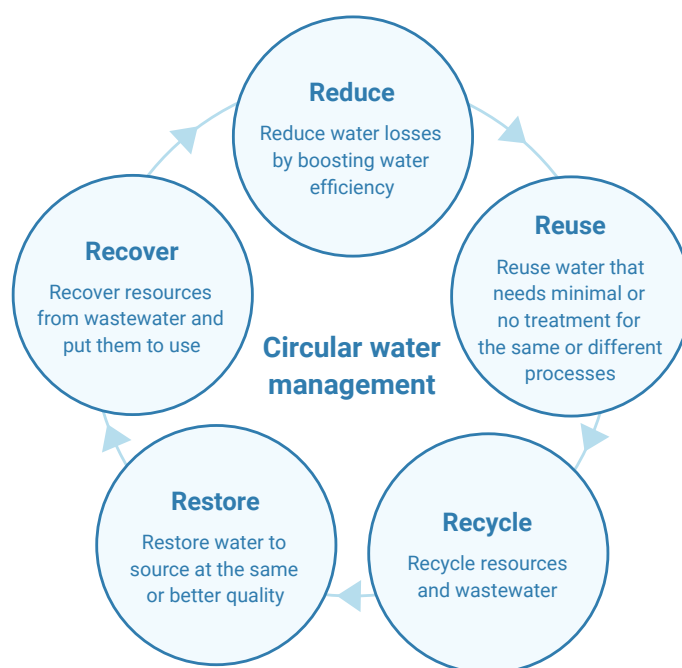 Reduce
Reduce water losses
by boosting water
efficiency
Reuse
Reuse water that
needs minimal or
no treatment for
the same or different
processes
Recycle
Recycle resources
and wastewater
Restore
Restore water to
source at the same
or better quality
Recover
Recover resources
from wastewater and
put them to use
Circular water
management